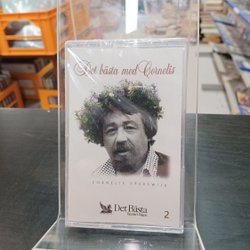 Det bästa med Cornelis
CORNELIS VREESWIJK
Det Bästa
2